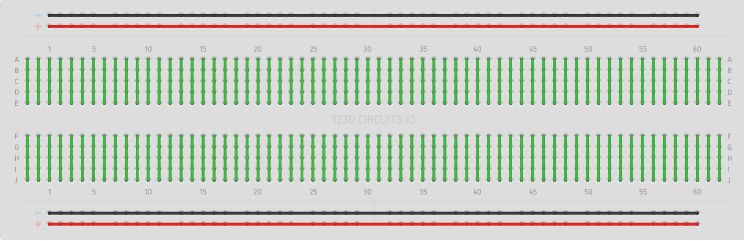 − 
+
1 5 10 15 20 25 30 35 40 45 50 55 60
A A
B B
C C
D D
E E
123D.CIRCUITS.IO
F F
G G
H H
I I
J J
1 5 10 15 20 25 30 35 40 45 50 55 60
−
+